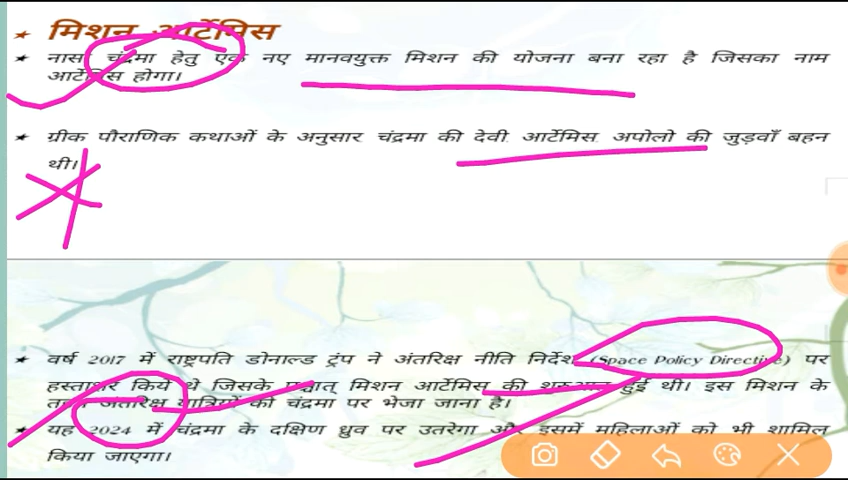 ★ मिशन आर्टेमिस
★ नासा चंद्रमा हेतु एक नए मानवयुक्त मिशन की योजना बना रहा है जिसका नाम
आर्टेमिस होगा।
★ ग्रीक पौराणिक कथाओं के अनुसार चंद्रमा की देवी आर्टेमिस अपोलो की जुड़वाँ बहन
थी।
★ वर्ष 2017 में राष्ट्रपति डोनाल्ड ट्रंप ने अंतरिक्ष नीति निर्देश (Space Policy Directive) पर
हस्ताक्षर किये थे जिसके पश्चात् मिशन आर्टेमिस की शुरुआत हुई थी। इस मिशन के
तहत अंतरिक्ष यात्रियों को चंद्रमा पर भेजा जाना है।
★ यह 2024 में चंद्रमा के दक्षिण ध्रुव पर उतरेगा और इसमें महिलाओं को भी शामिल
किया जाएगा।